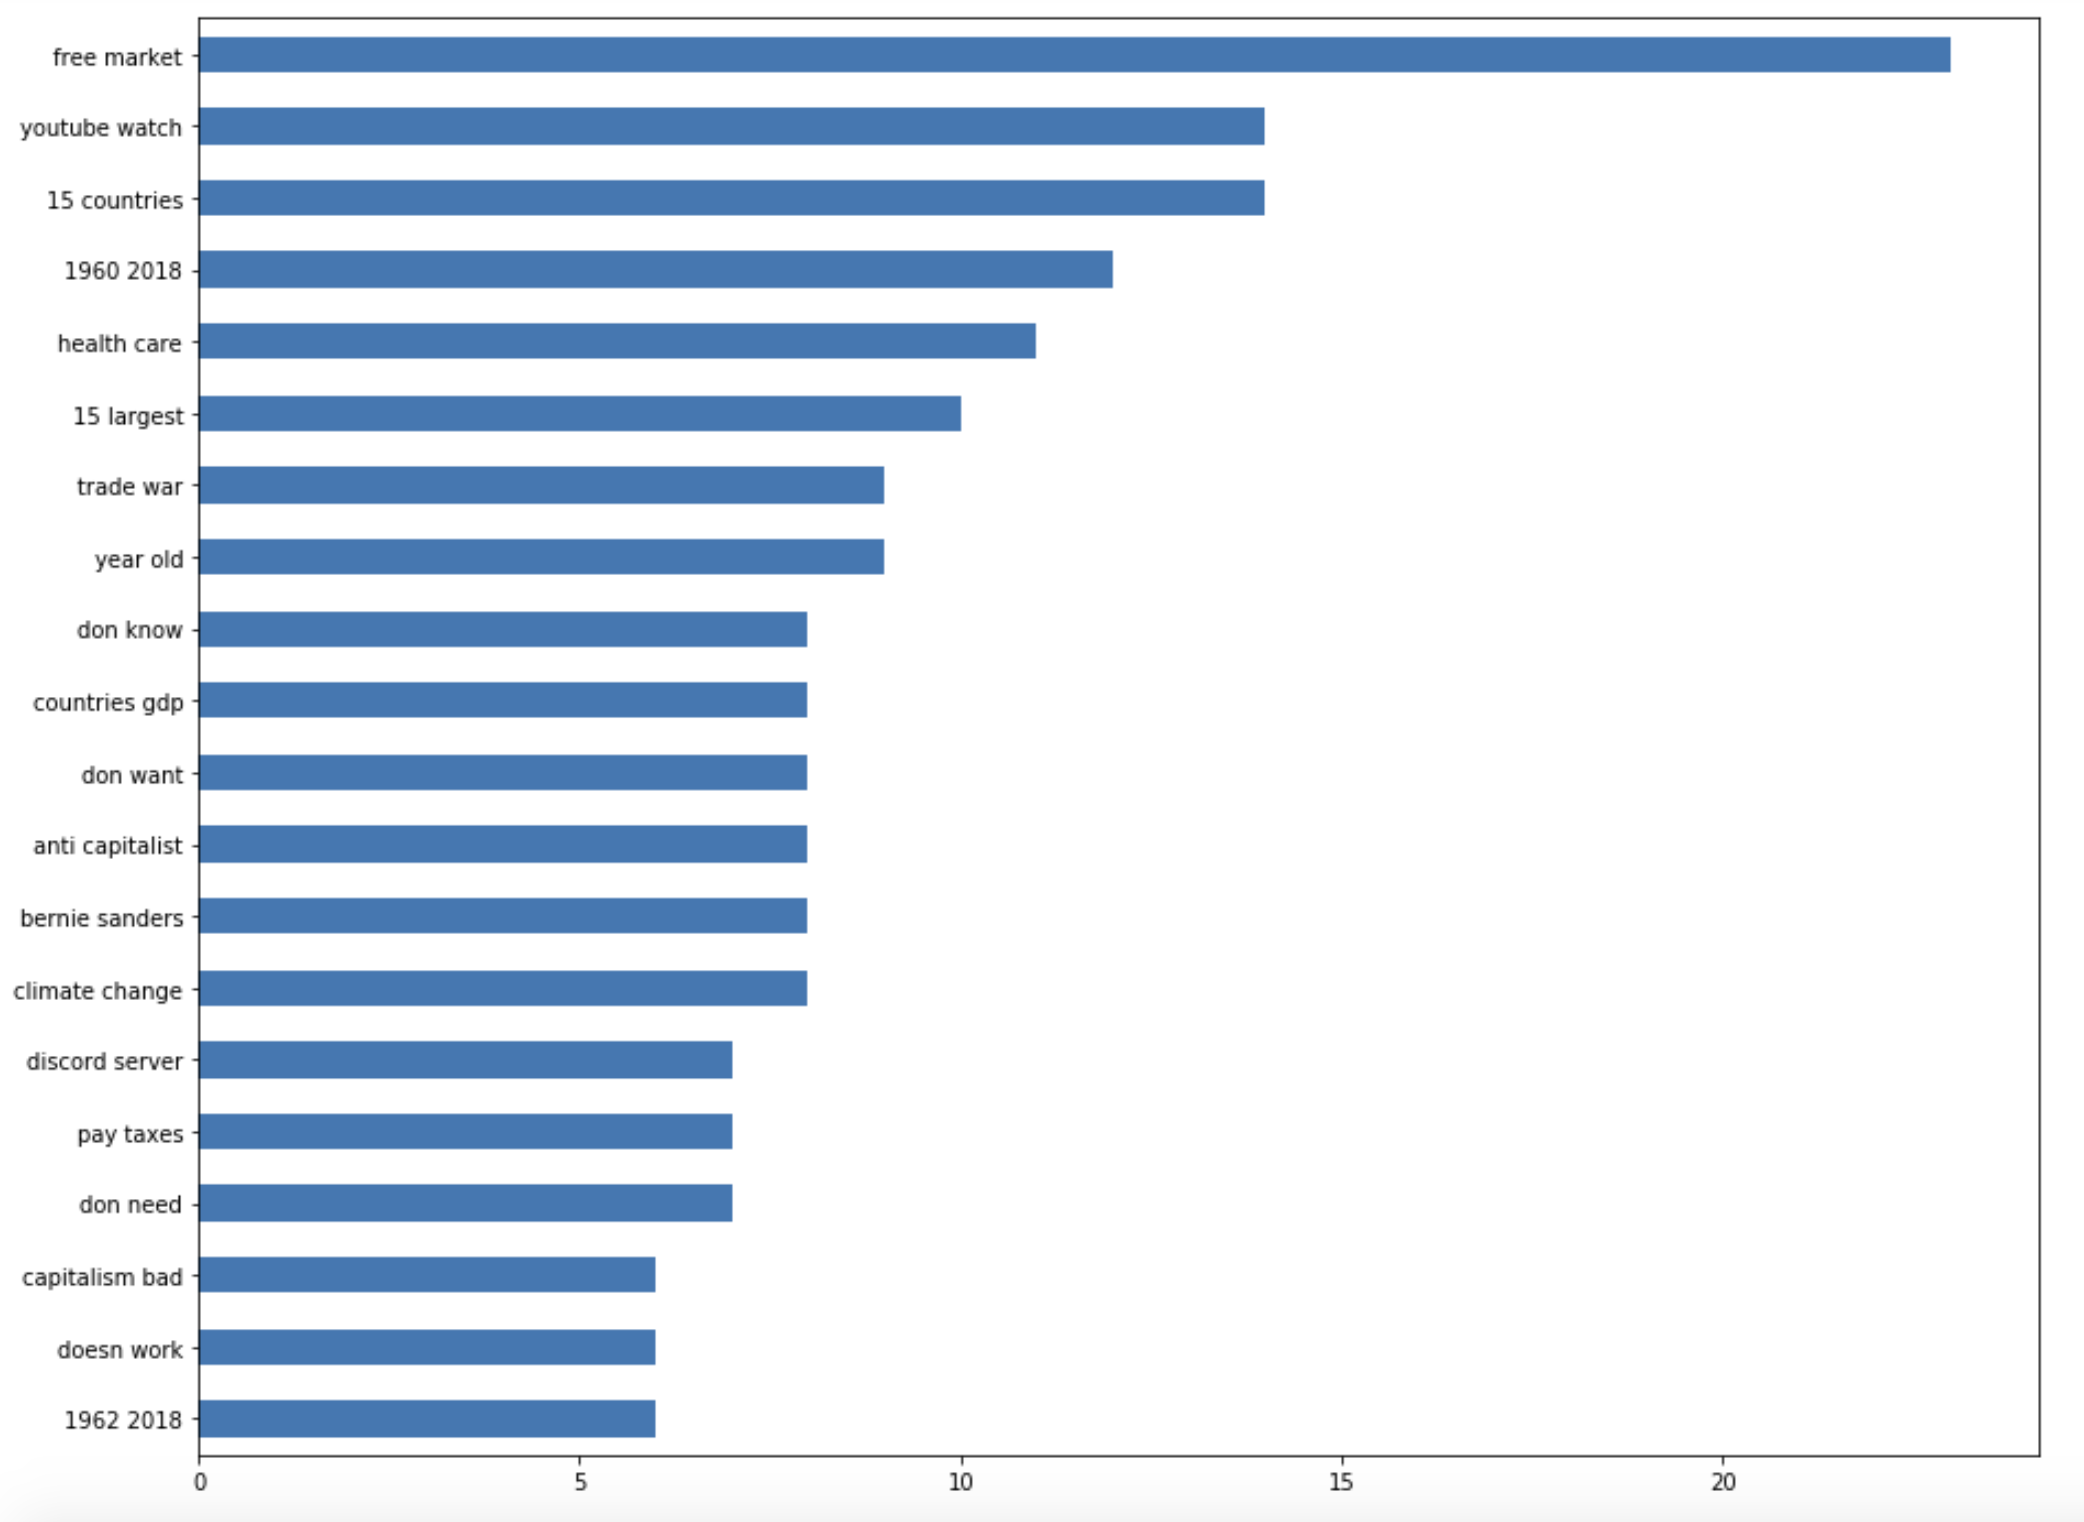 free market
youtube watch
15 countries
1960 2018
health care
15 largest
trade war
year old
don know
countries gdp
don want
anti capitalist
bernie sanders
climate change
discord server
pay taxes
don need
capitalism bad
doesn work
1962 2018
0 5 10 15 20